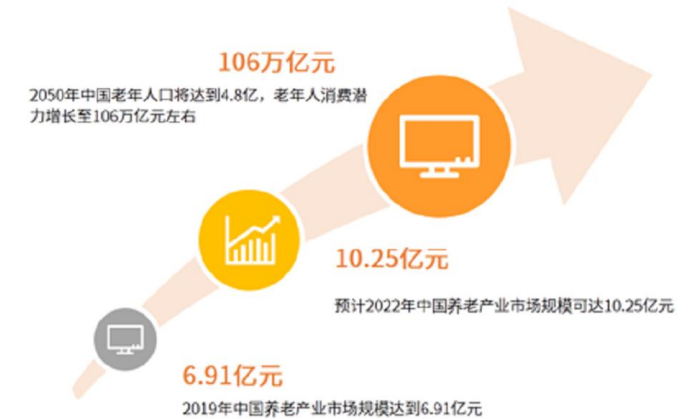 106万亿元
2050年中国老年人口将达到4.8亿，老年人消费潜
力增长至106万亿元左右
10.25亿元
预计2022年中国养老产业市场规模可达10.25亿元
6.91亿元
2019年中国养老产业市场规模达到6.91亿元